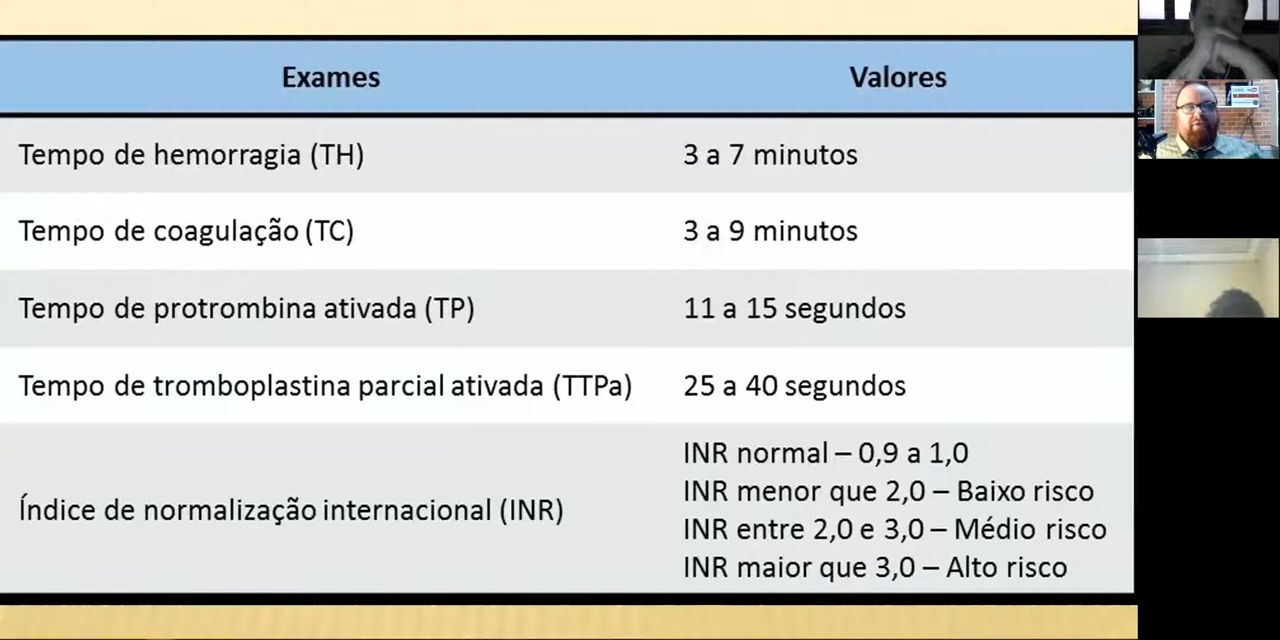 Exames Valores
Tempo de hemorragia (TH) 3 a 7 minutos
Tempo de coagulação (TC) 3 a 9 minutos
Tempo de protrombina ativada (TP) 11 a 15 segundos
Tempo de tromboplastina parcial ativada (TTPa) 25 a 40 segundos
Índice de normalização internacional (INR)
INR normal – 0,9 a 1,0
INR menor que 2,0 – Baixo risco
INR entre 2,0 e 3,0 – Médio risco
INR maior que 3,0 – Alto risco